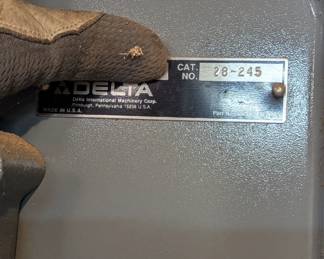 DELTA
CAT.
NO. 28-245
Delta International Machinery Corp.
Pittsburgh, Pennsylvania 15238 U.S.A.
MADE IN U.S.A.